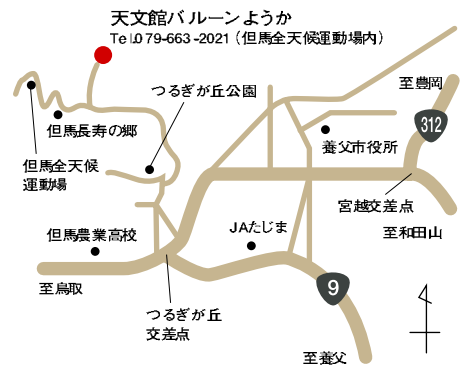 天文館バルーンようか
Tel.079-663-2021（但馬全天候運動場内）
至豊岡
つるぎが丘公園
312
但馬長寿の郷
養父市役所
但馬全天候
運動場
宮越交差点
但馬農業高校
JAたじま
至和田山
至鳥取
9
つるぎが丘
交差点
至養父